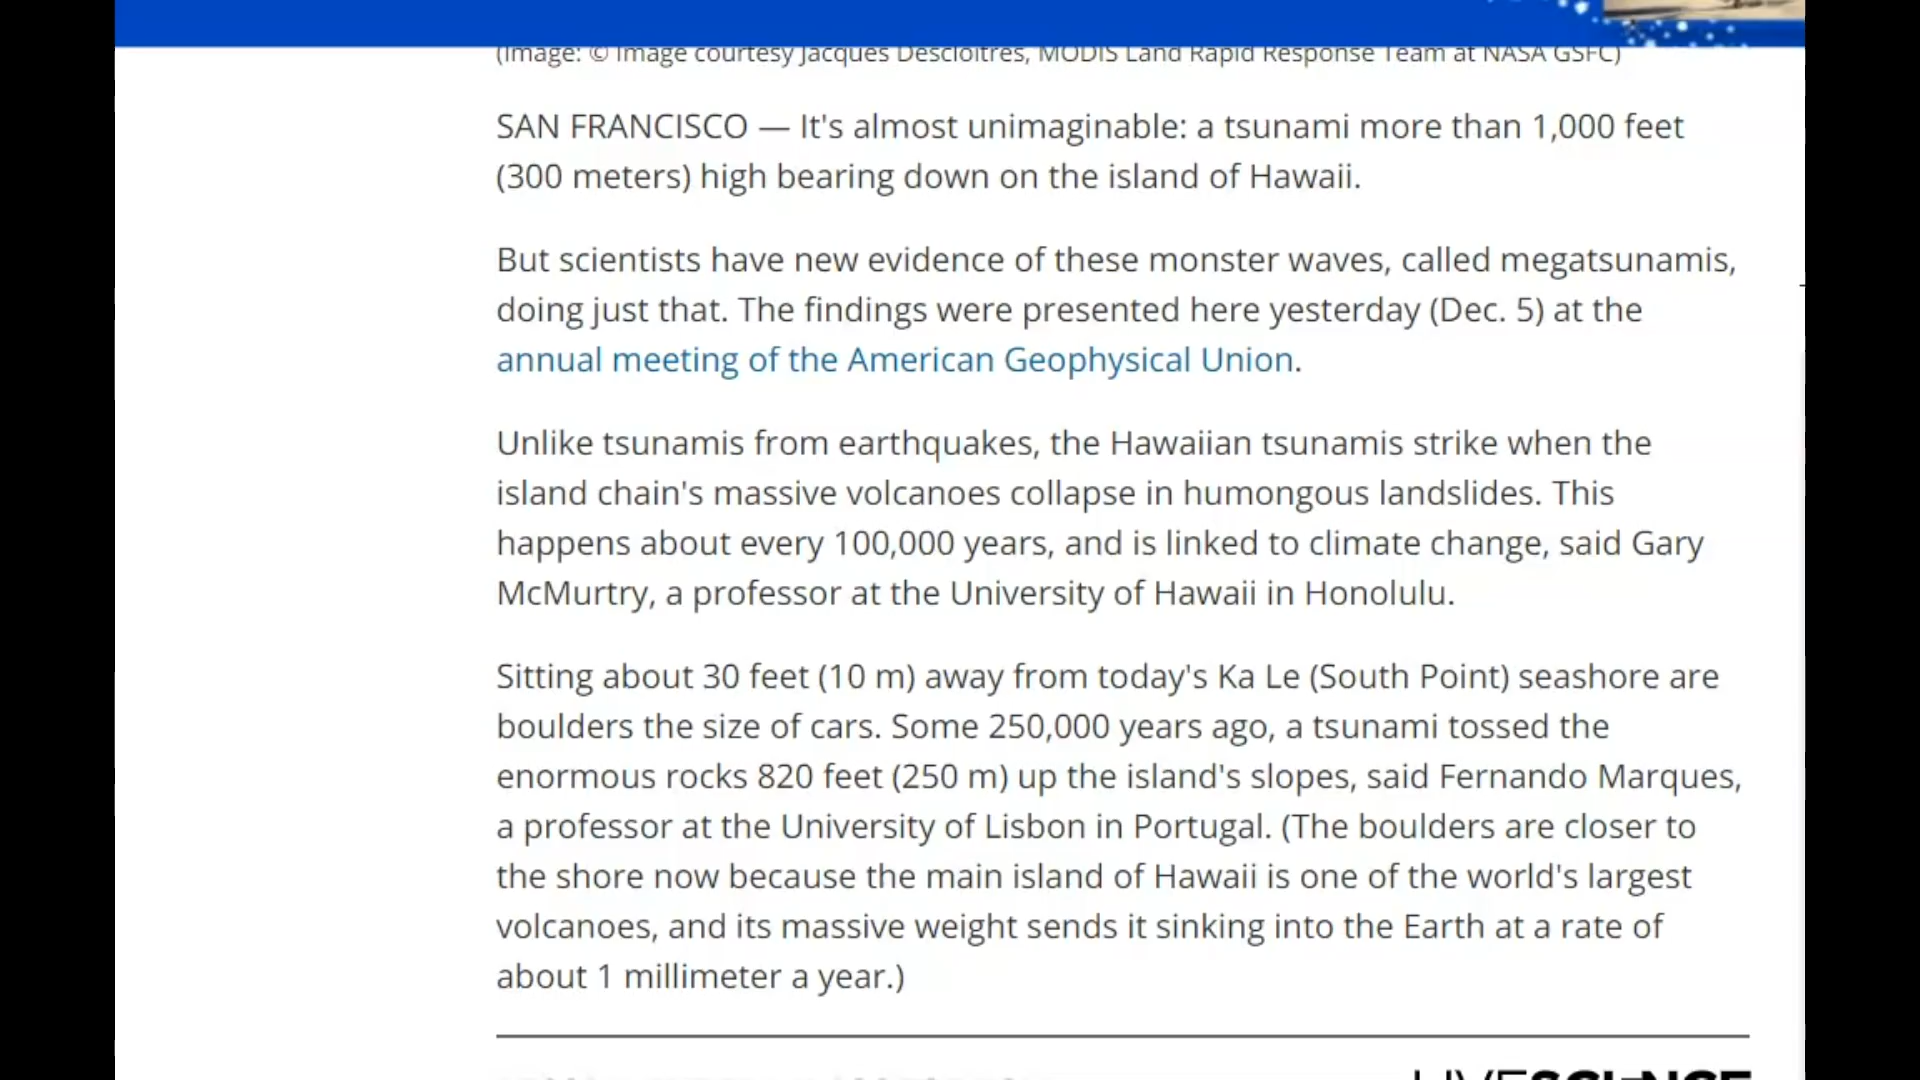 (Image: © Image courtesy Jacques Descloitres, MODIS Land Rapid Response Team at NASA GSFC)
SAN FRANCISCO — It's almost unimaginable: a tsunami more than 1,000 feet
(300 meters) high bearing down on the island of Hawaii.
But scientists have new evidence of these monster waves, called megatsunamis,
doing just that. The findings were presented here yesterday (Dec. 5) at the
annual meeting of the American Geophysical Union.
Unlike tsunamis from earthquakes, the Hawaiian tsunamis strike when the
island chain's massive volcanoes collapse in humongous landslides. This
happens about every 100,000 years, and is linked to climate change, said Gary
McMurtry, a professor at the University of Hawaii in Honolulu.
Sitting about 30 feet (10 m) away from today's Ka Le (South Point) seashore are
boulders the size of cars. Some 250,000 years ago, a tsunami tossed the
enormous rocks 820 feet (250 m) up the island's slopes, said Fernando Marques,
a professor at the University of Lisbon in Portugal. (The boulders are closer to
the shore now because the main island of Hawaii is one of the world's largest
volcanoes, and its massive weight sends it sinking into the Earth at a rate of
about 1 millimeter a year.)
LIVESCIENCE